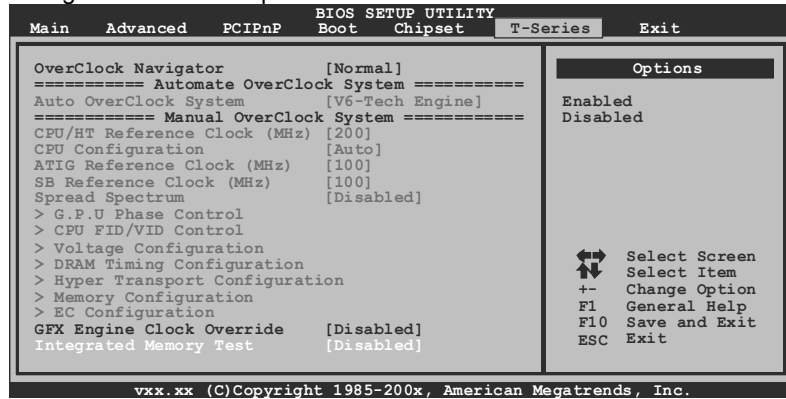 BIOS SETUP UTILITY
Main Advanced PCIPnP Boot Chipset T-Series Exit
OverClock Navigator [Normal]
=========== Automate OverClock System ===========
Auto OverClock System [V6-Tech Engine]
============ Manual OverClock System ============
CPU/HT Reference Clock (MHz) [200]
CPU Configuration [Auto]
ATIG Reference Clock (MHz) [100]
SB Reference Clock (MHz) [100]
Spread Spectrum [Disabled]
> G.P.U Phase Control
> CPU FID/VID Control
> Voltage Configuration
> DRAM Timing Configuration
> Hyper Transport Configuration
> Memory Configuration
> EC Configuration
GFX Engine Clock Override [Disabled]
Integrated Memory Test [Disabled]
Options
Enabled
Disabled
Select Screen
Select Item
+- Change Option
F1 General Help
F10 Save and Exit
ESC Exit
vxx.xx (C)Copyright 1985-200x, American Megatrends, Inc.